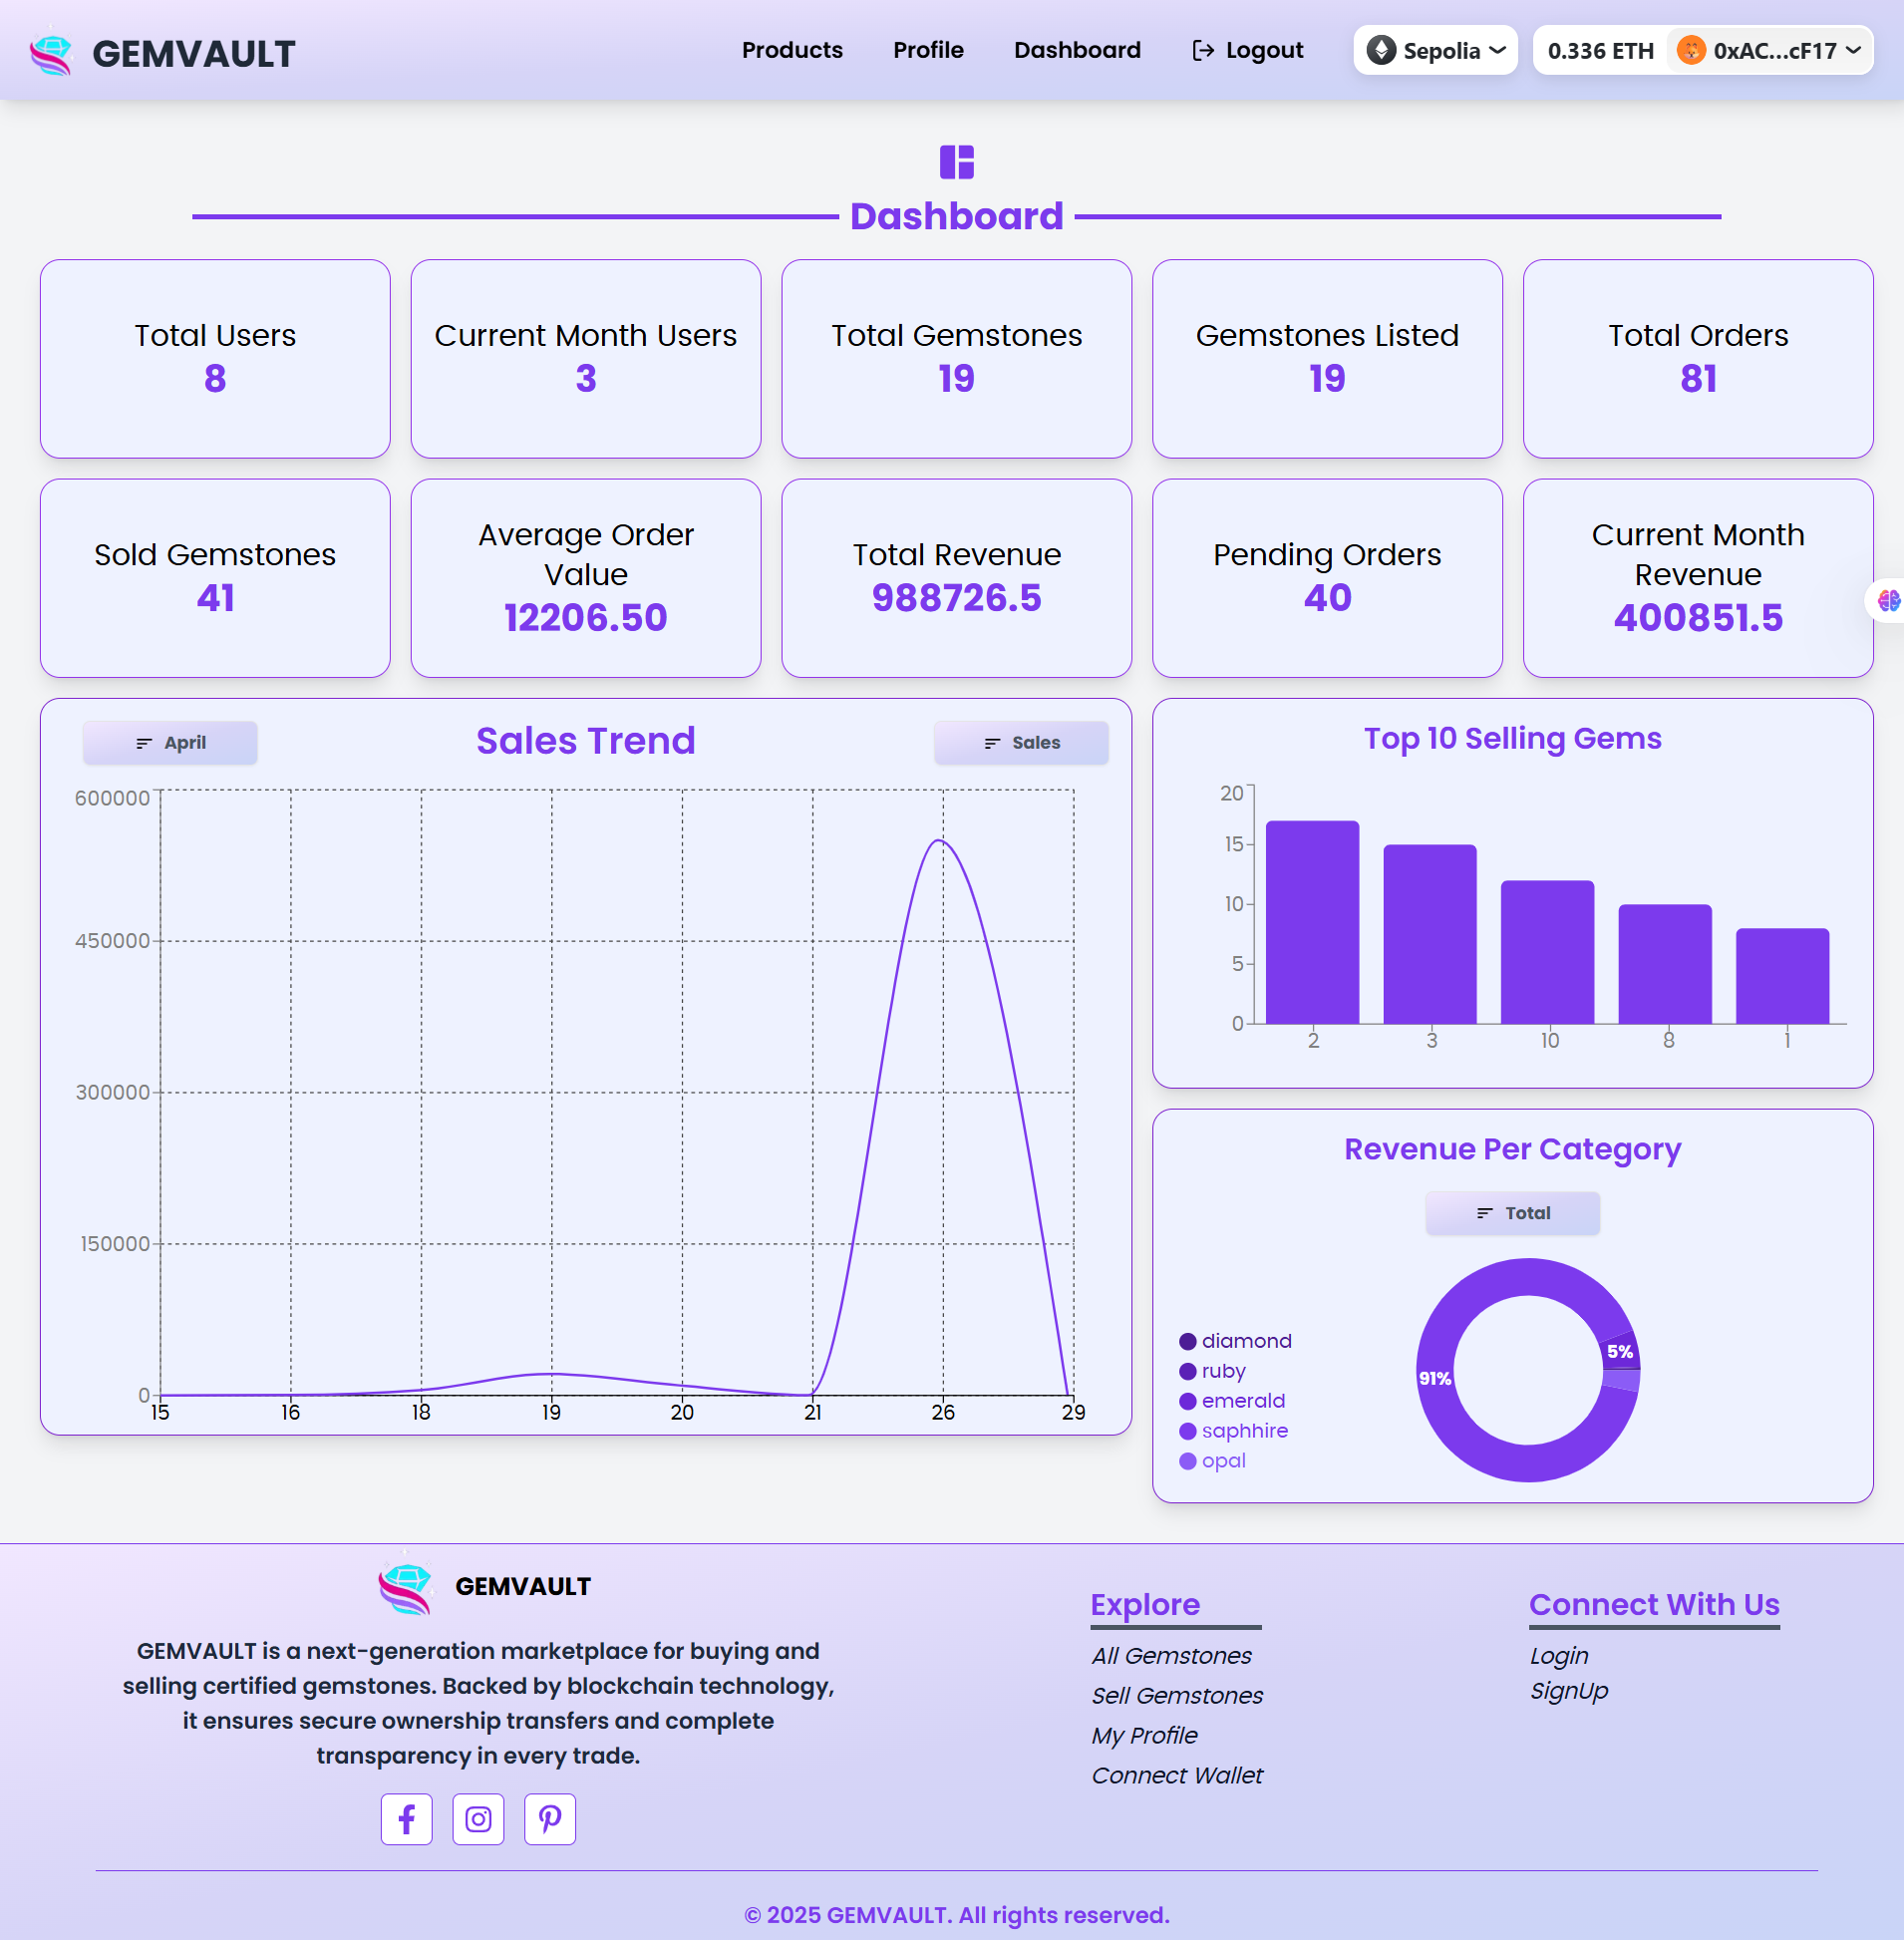 GEMVAULT
Products
Profile
Dashboard
Logout
Sepolia
0.336 ETH
0xAC...cF17
Dashboard
Total Users
8
Current Month Users
3
Total Gemstones
19
Gemstones Listed
19
Total Orders
81
Sold Gemstones
41
Average Order
Value
12206.50
Total Revenue
988726.5
Pending Orders
40
Current Month
Revenue
400851.5
April
Sales Trend
Sales
600000
450000
300000
150000
0
15 16 18 19 20 21 26 29
Top 10 Selling Gems
20
15
10
5
0
2 3 10 8 1
Revenue Per Category
Total
diamond
ruby
emerald
saphhire
opal
91%
5%
GEMVAULT
GEMVAULT is a next-generation marketplace for buying and
selling certified gemstones. Backed by blockchain technology,
it ensures secure ownership transfers and complete
transparency in every trade.
Explore
All Gemstones
Sell Gemstones
My Profile
Connect Wallet
Connect With Us
Login
SignUp
© 2025 GEMVAULT. All rights reserved.